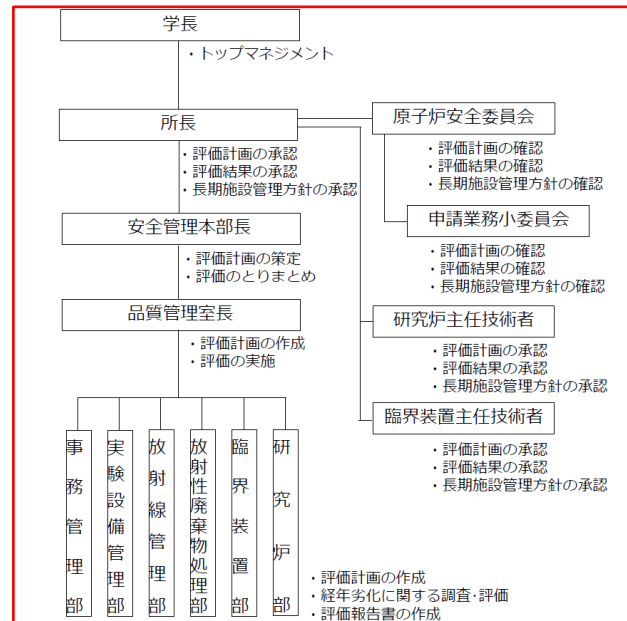 学長
・トップマネジメント
所長
・評価計画の承認
・評価結果の承認
・長期施設管理方針の承認
原子炉安全委員会
・評価計画の確認
・評価結果の確認
・長期施設管理方針の確認
申請業務小委員会
・評価計画の確認
・評価結果の確認
・長期施設管理方針の確認
安全管理本部長
・評価計画の策定
・評価のとりまとめ
品質管理室長
・評価計画の作成
・評価の実施
研究炉主任技術者
・評価計画の承認
・評価結果の承認
・長期施設管理方針の承認
臨界装置主任技術者
・評価計画の承認
・評価結果の承認
・長期施設管理方針の承認
事務管理部
実験設備管理部
放射線管理部
放射性廃棄物処理部
臨界装置部
研究炉部
・評価計画の作成
・経年劣化に関する調査・評価
・評価報告書の作成